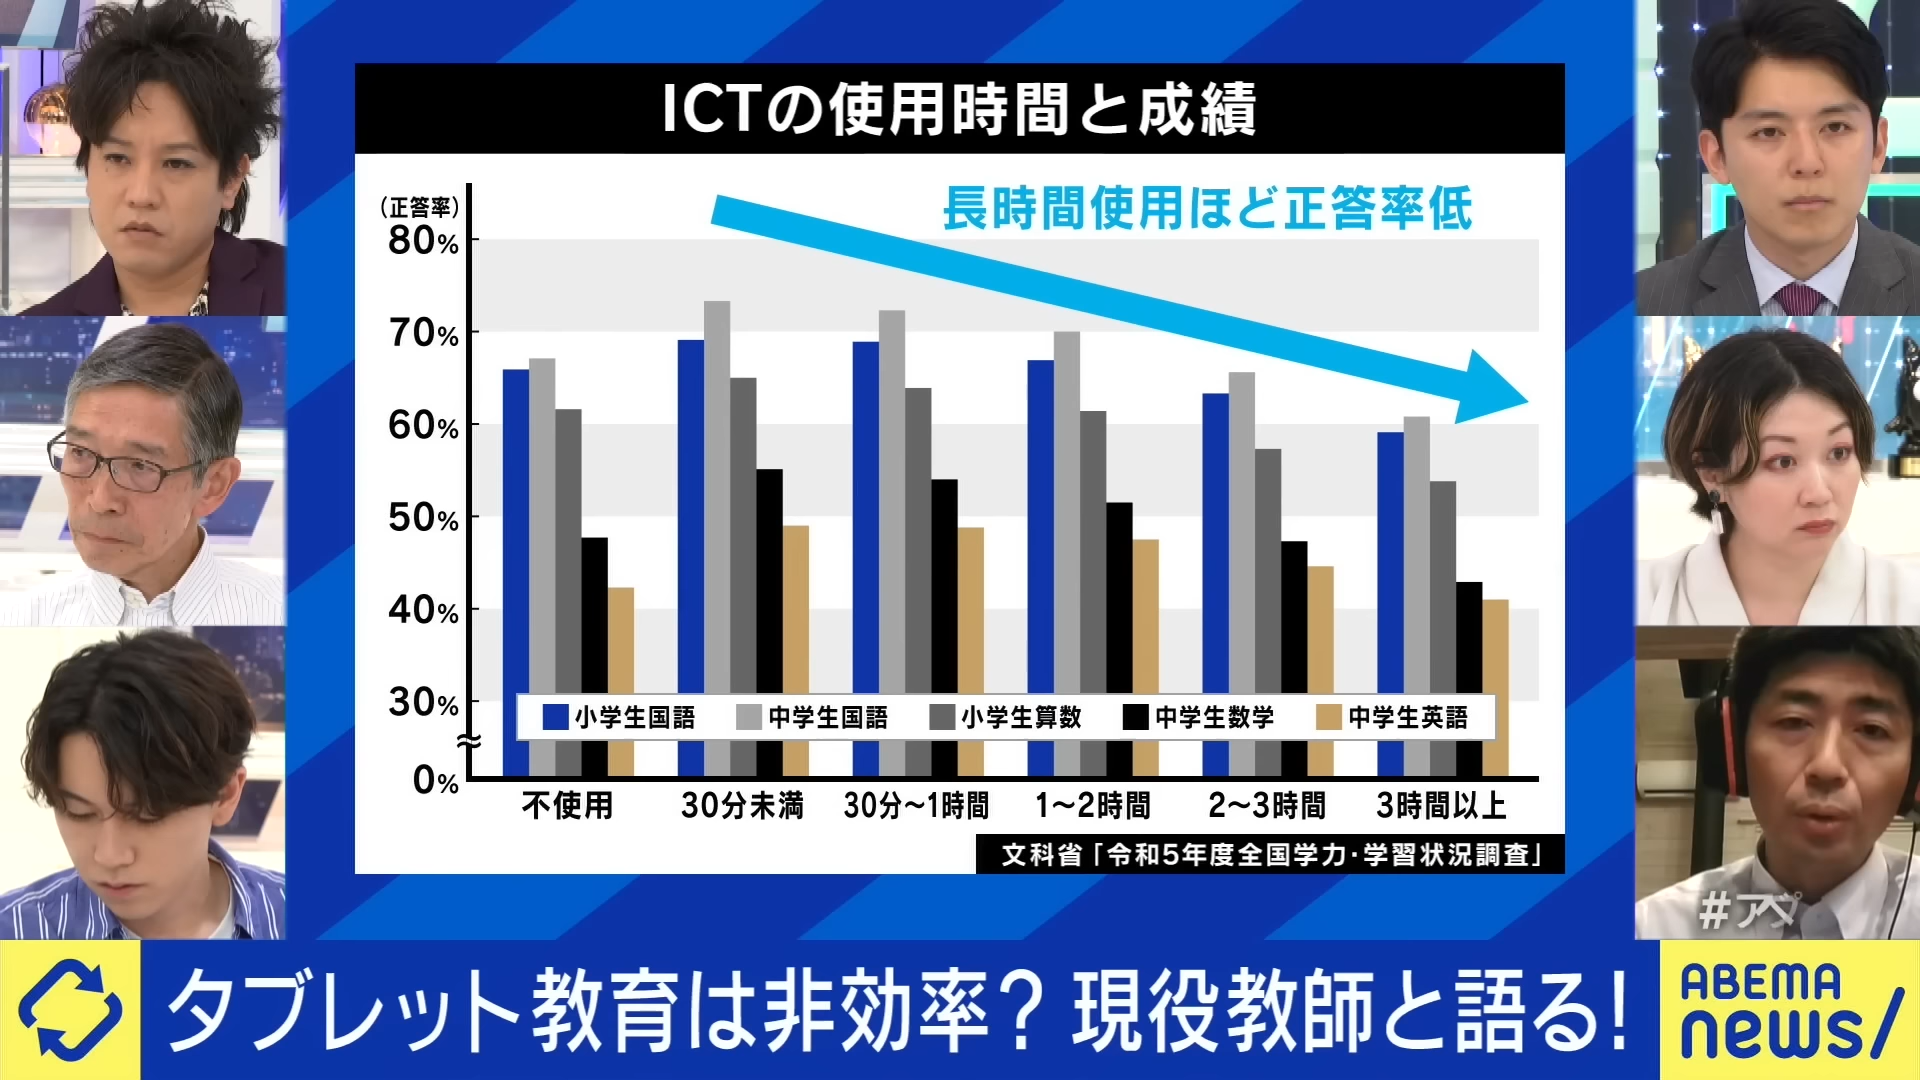 ICTの使用時間と成績
長時間使用ほど正答率低
(正答率)
80%
70%
60%
50%
40%
30%
0%
小学生国語 中学生国語 小学生算数 中学生数学 中学生英語
不使用 30分未満 30分〜1時間 1〜2時間 2〜3時間 3時間以上
文科省「令和5年度全国学力・学習状況調査」
#アベプ
タブレット教育は非効率? 現役教師と語る!
ABEMA
news/